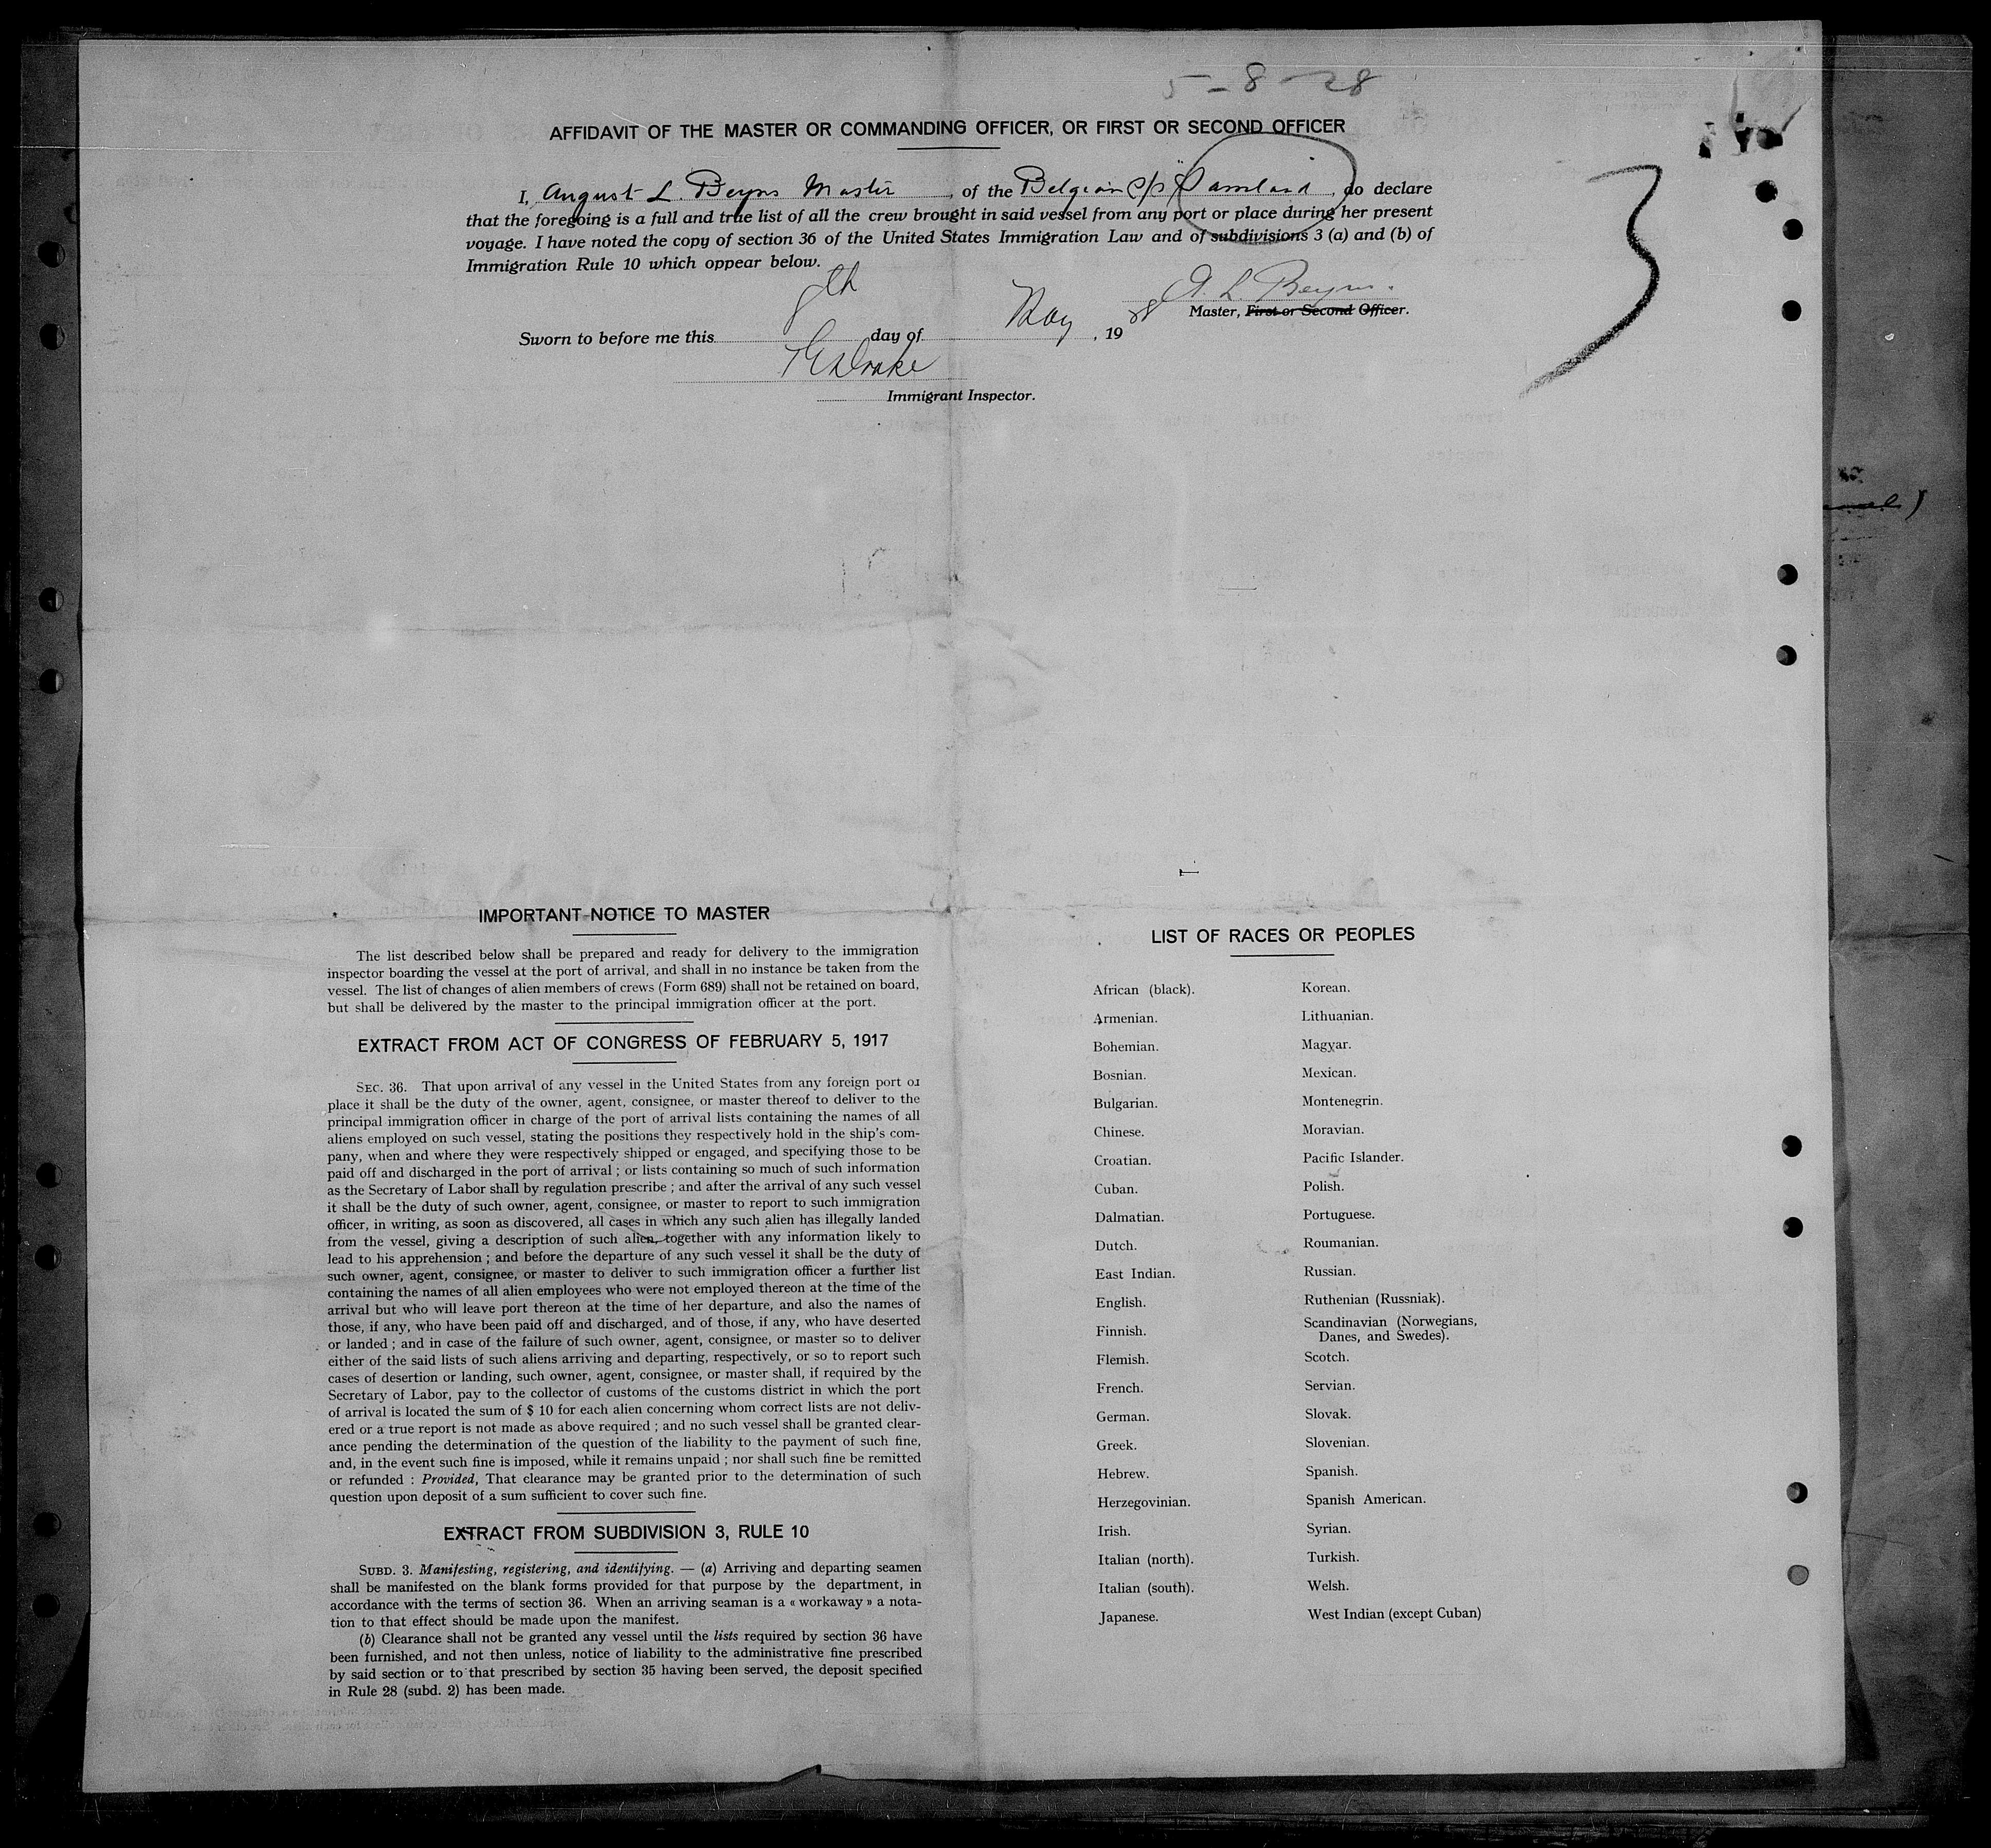 5-8-28
AFFIDAVIT OF THE MASTER OR COMMANDING OFFICER, OR FIRST OR SECOND OFFICER
I, August L. Beyns Master, of the Belgian S/S "Samland, do declare
that the foregoing is a full and true list of all the crew brought in said vessel from any port or place during her present
voyage. I have noted the copy of section 36 of the United States Immigration Law and of subdivisions 3 (a) and (b) of
Immigration Rule 10 which oppear below.
A. L. Beyns.
Master, First or Second Officer.
Sworn to before me this 8th day of May, 1928
Drake
Immigrant Inspector.
3
IMPORTANT NOTICE TO MASTER
The list described below shall be prepared and ready for delivery to the immigration
inspector boarding the vessel at the port of arrival, and shall in no instance be taken from the
vessel. The list of changes of alien members of crews (Form 689) shall not be retained on board,
but shall be delivered by the master to the principal immigration officer at the port.
EXTRACT FROM ACT OF CONGRESS OF FEBRUARY 5, 1917
SEC. 36. That upon arrival of any vessel in the United States from any foreign port or
place it shall be the duty of the owner, agent, consignee, or master thereof to deliver to the
principal immigration officer in charge of the port of arrival lists containing the names of all
aliens employed on such vessel, stating the positions they respectively hold in the ship's com-
pany, when and where they were respectively shipped or engaged, and specifying those to be
paid off and discharged in the port of arrival ; or lists containing so much of such information
as the Secretary of Labor shall by regulation prescribe ; and after the arrival of any such vessel
it shall be the duty of such owner, agent, consignee, or master to report to such immigration
officer, in writing, as soon as discovered, all cases in which any such alien has illegally landed
from the vessel, giving a description of such alien, together with any information likely to
lead to his apprehension ; and before the departure of any such vessel it shall be the duty of
such owner, agent, consignee, or master to deliver to such immigration officer a further list
containing the names of all alien employees who were not employed thereon at the time of the
arrival but who will leave port thereon at the time of her departure, and also the names of
those, if any, who have been paid off and discharged, and of those, if any, who have deserted
or landed ; and in case of the failure of such owner, agent, consignee, or master so to deliver
either of the said lists of such aliens arriving and departing, respectively, or so to report such
cases of desertion or landing, such owner, agent, consignee, or master shall, if required by the
Secretary of Labor, pay to the collector of customs of the customs district in which the port
of arrival is located the sum of $ 10 for each alien concerning whom correct lists are not deliv-
ered or a true report is not made as above required ; and no such vessel shall be granted clear-
ance pending the determination of the question of the liability to the payment of such fine,
and, in the event such fine is imposed, while it remains unpaid ; nor shall such fine be remitted
or refunded : Provided, That clearance may be granted prior to the determination of such
question upon deposit of a sum sufficient to cover such fine.
EXTRACT FROM SUBDIVISION 3, RULE 10
SUBD. 3. Manifesting, registering, and identifying. — (a) Arriving and departing seamen
shall be manifested on the blank forms provided for that purpose by the department, in
accordance with the terms of section 36. When an arriving seaman is a « workaway » a nota-
tion to that effect should be made upon the manifest.
(b) Clearance shall not be granted any vessel until the lists required by section 36 have
been furnished, and not then unless, notice of liability to the administrative fine prescribed
by said section or to that prescribed by section 35 having been served, the deposit specified
in Rule 28 (subd. 2) has been made.
LIST OF RACES OR PEOPLES
African (black).
Armenian.
Bohemian.
Bosnian.
Bulgarian.
Chinese.
Croatian.
Cuban.
Dalmatian.
Dutch.
East Indian.
English.
Finnish.
Flemish.
French.
German.
Greek.
Hebrew.
Herzegovinian.
Irish.
Italian (north).
Italian (south).
Japanese.
Korean.
Lithuanian.
Magyar.
Mexican.
Montenegrin.
Moravian.
Pacific Islander.
Polish.
Portuguese.
Roumanian.
Russian.
Ruthenian (Russniak).
Scandinavian (Norwegians,
Danes, and Swedes).
Scotch.
Servian.
Slovak.
Slovenian.
Spanish.
Spanish American.
Syrian.
Turkish.
Welsh.
West Indian (except Cuban)